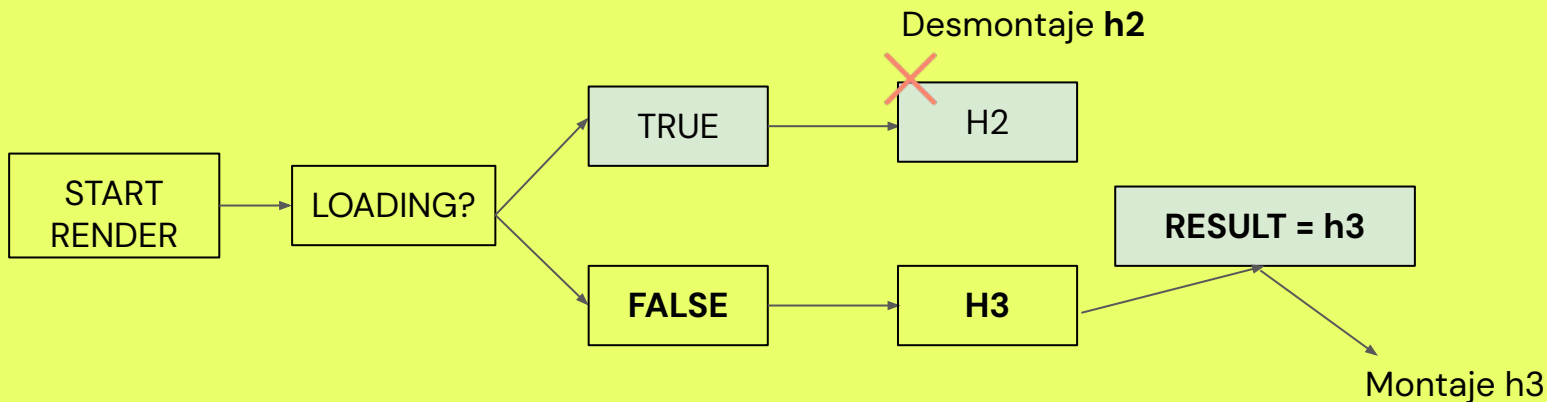 Desmontaje h2
TRUE
H2
START
RENDER
LOADING?
RESULT = h3
FALSE
H3
Montaje h3